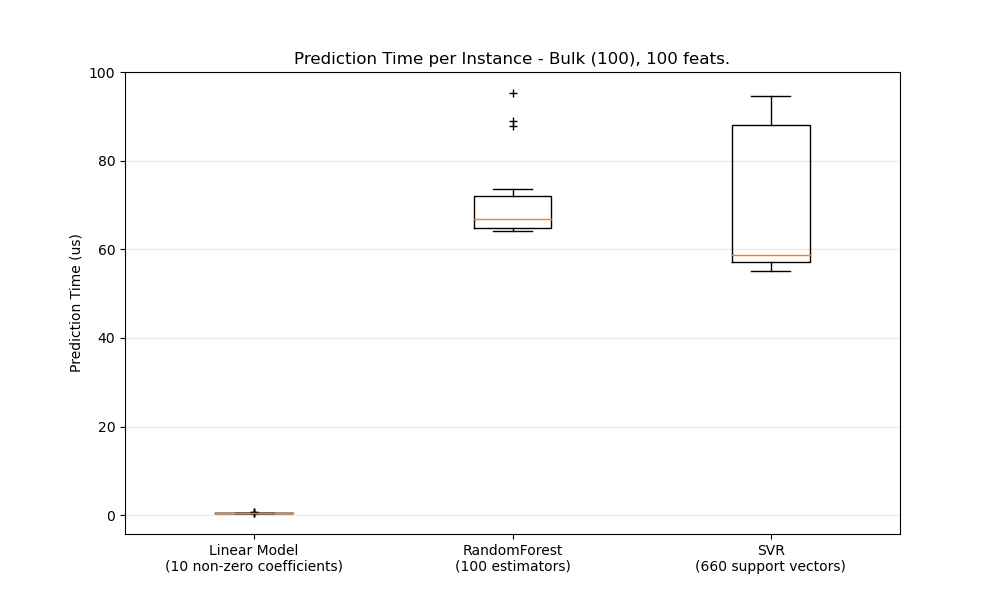 Prediction Time per Instance - Bulk (100), 100 feats.
100
80
60
40
20
0
Prediction Time (us)
Linear Model
(10 non-zero coefficients)
RandomForest
(100 estimators)
SVR
(660 support vectors)